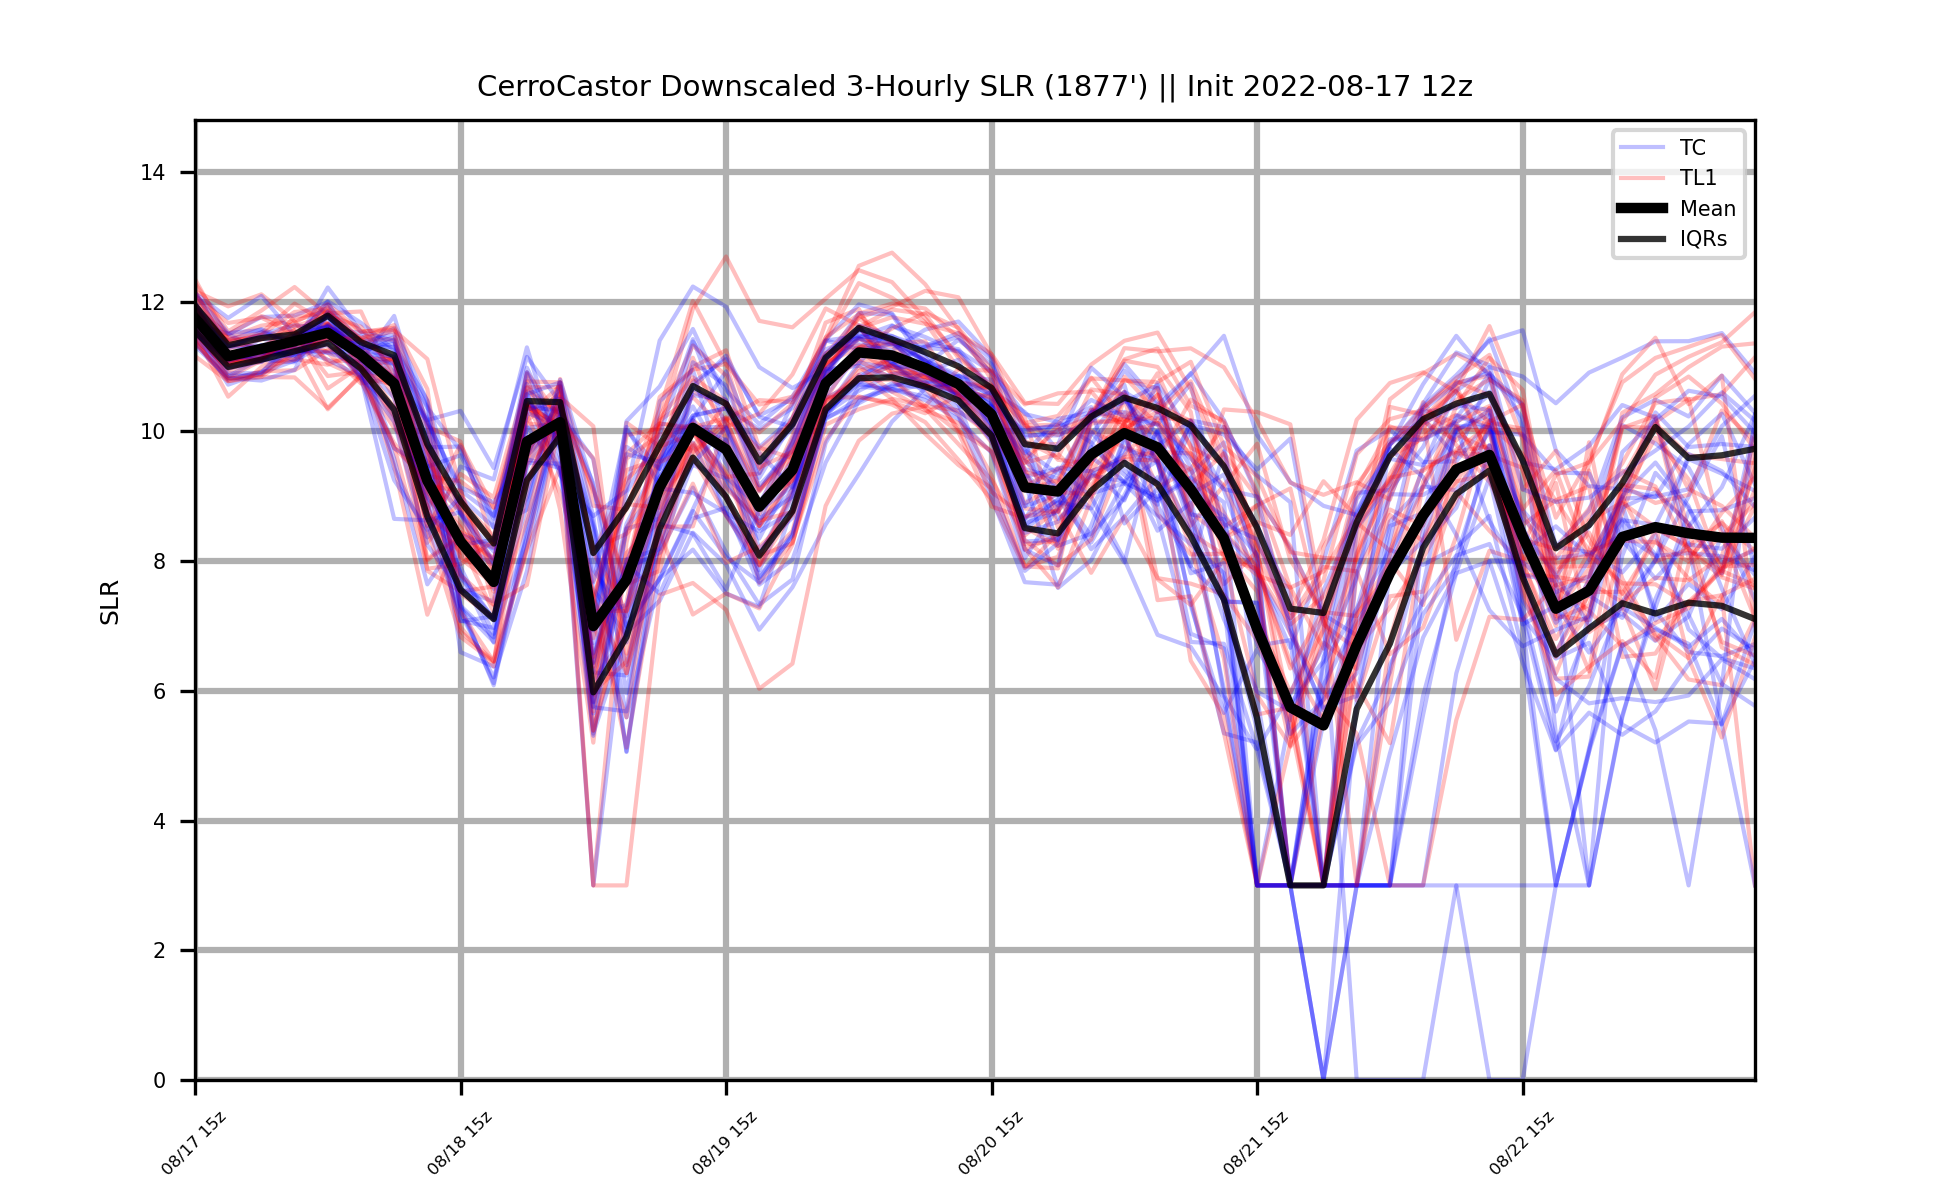 CerroCastor Downscaled 3-Hourly SLR (1877') || Init 2022-08-17 12z
TC
TL1
Mean
IQRs
14
12
10
8
6
4
2
0
SLR
08/17 15z
08/18 15z
08/19 15z
08/20 15z
08/21 15z
08/22 15z